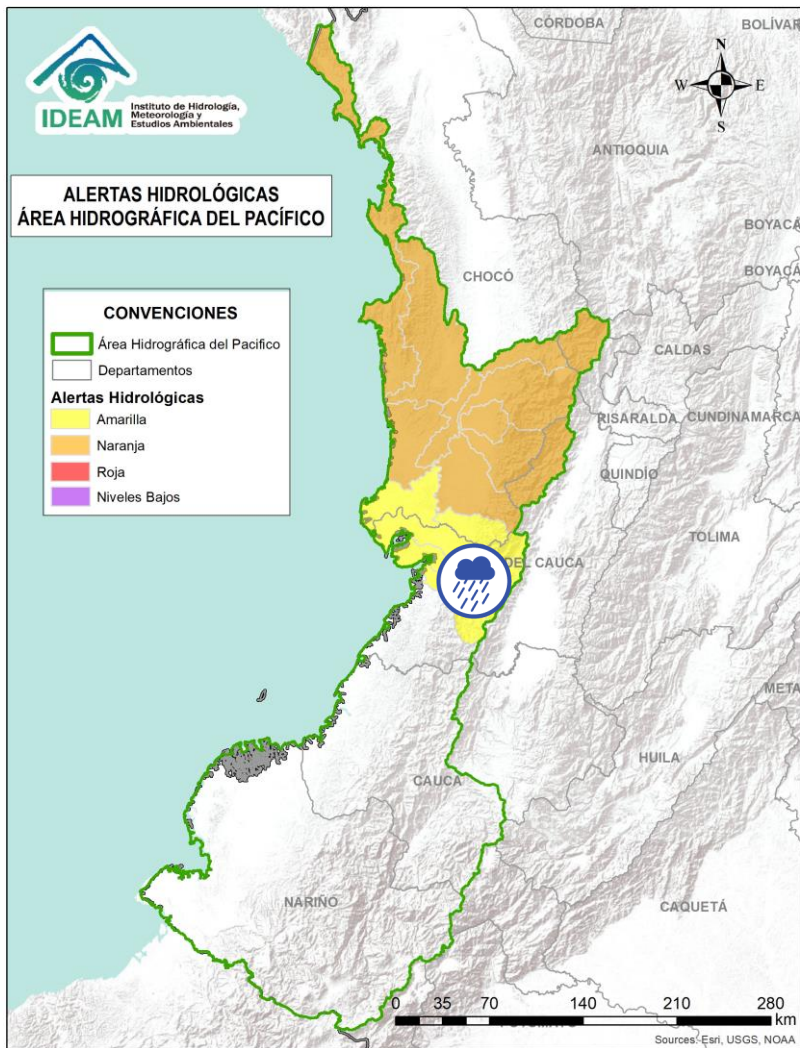 CÓRDOBA
BOLÍVAR
N
W
E
S
IDEAM
Instituto de Hidrología,
Meteorología y
Estudios Ambientales
ANTIOQUIA
ALERTAS HIDROLÓGICAS
ÁREA HIDROGRÁFICA DEL PACÍFICO
BOYACÁ
BOYACÁ
CHOCÓ
CONVENCIONES
Área Hidrográfica del Pacifico
Departamentos
Alertas Hidrológicas
Amarilla
Naranja
Roja
Niveles Bajos
CALDAS
RISARALDA
CUNDINAMARCA
QUINDÍO
TOLIMA
DEL CAUCA
META
HUILA
CAUCA
NARIÑO
CAQUETÁ
0 35 70 140 210 280
km
Sources: Esri, USGS, NOAA